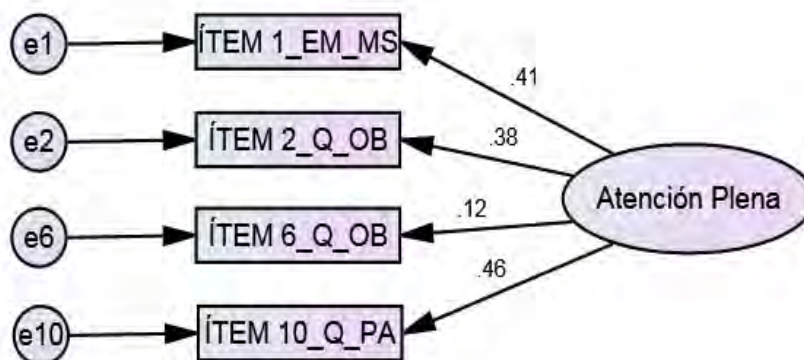 e1
ÍTEM 1_EM_MS
.41
e2
ÍTEM 2_Q_OB
.38
Atención Plena
e6
ÍTEM 6_Q_OB
.12
.46
e10
ÍTEM 10_Q_PA